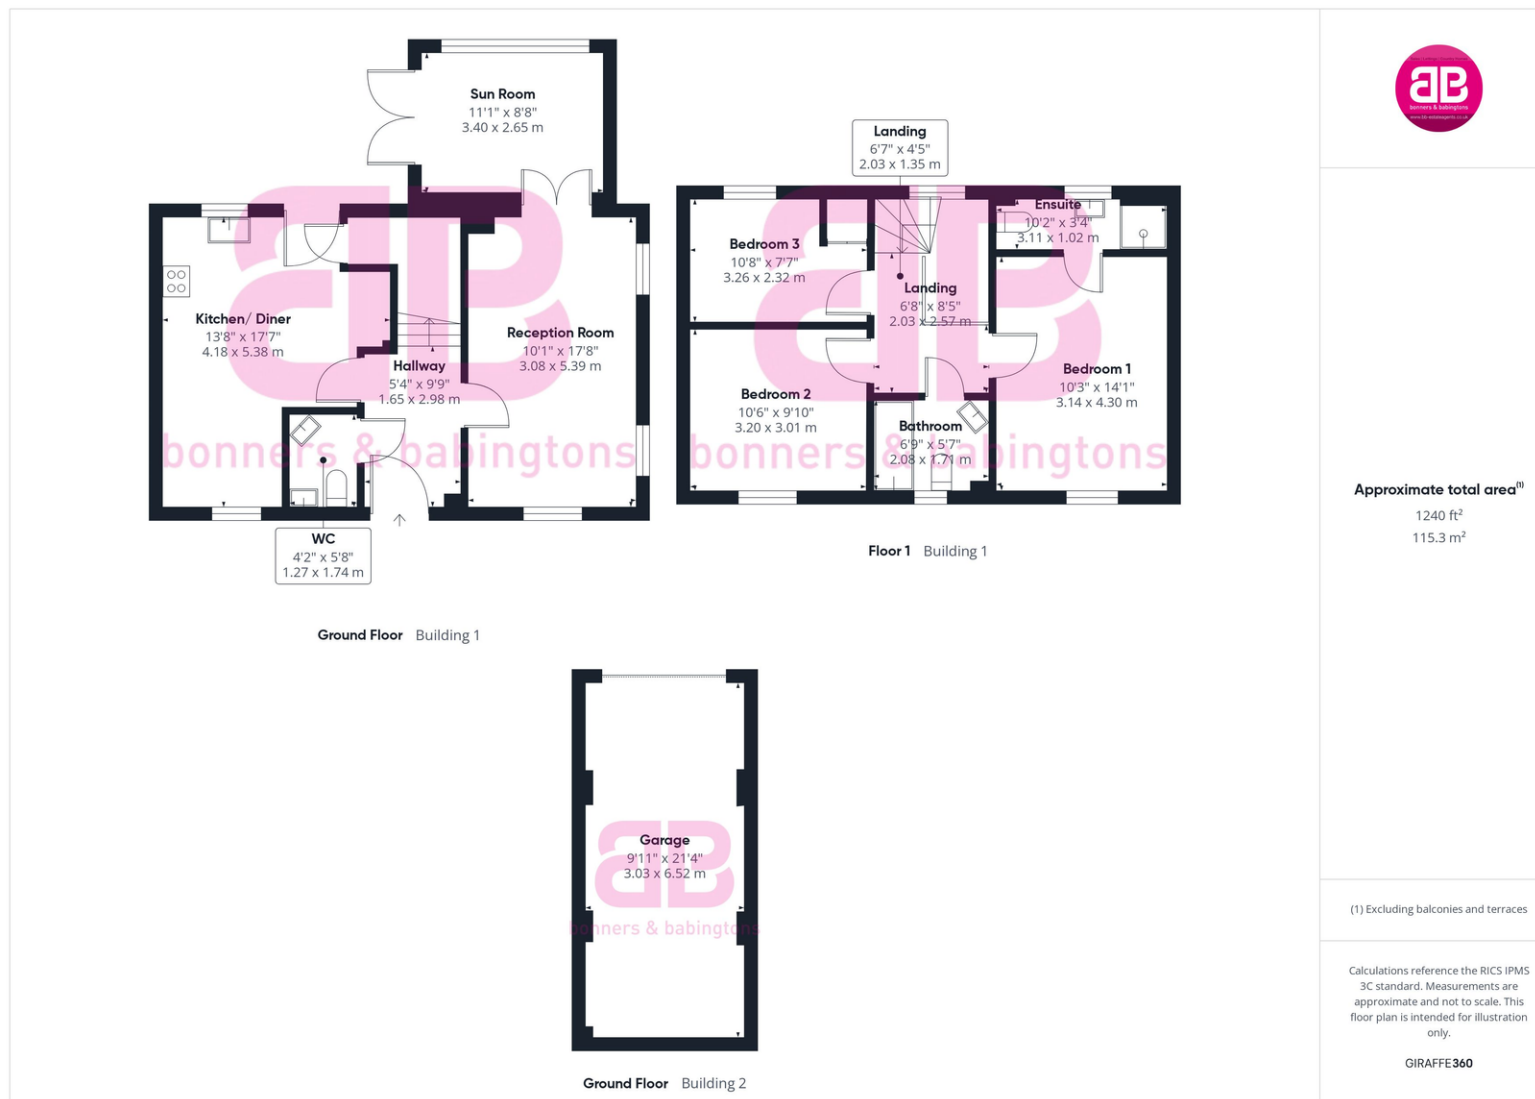 Sun Room
11'1" x 8'8"
3.40 x 2.65 m
Kitchen/ Diner
13'8" x 17'7"
4.18 x 5.38 m
Hallway
5'4" x 9'9"
1.65 x 2.98 m
Reception Room
10'1" x 17'8"
3.08 x 5.39 m
bonners & babingtons
WC
4'2" x 5'8"
1.27 x 1.74 m
Ground Floor Building 1
Landing
6'7" x 4'5"
2.03 x 1.35 m
Bedroom 3
10'8" x 7'7"
3.26 x 2.32 m
Ensuite
10'2" x 3'4"
3.11 x 1.02 m
Landing
6'8" x 8'5"
2.03 x 2.57 m
Bedroom 2
10'6" x 9'10"
3.20 x 3.01 m
Bedroom 1
10'3" x 14'1"
3.14 x 4.30 m
Bathroom
6'9" x 5'7"
2.08 x 1.71 m
bonners & babingtons
Floor 1 Building 1
Garage
9'11" x 21'4"
3.03 x 6.52 m
bonners & babingtons
Ground Floor Building 2
bonners & babingtons
Approximate total area(1)
1240 ft²
115.3 m²
(1) Excluding balconies and terraces
Calculations reference the RICS IPMS
3C standard. Measurements are
approximate and not to scale. This
floor plan is intended for illustration
only.
GIRAFFE360